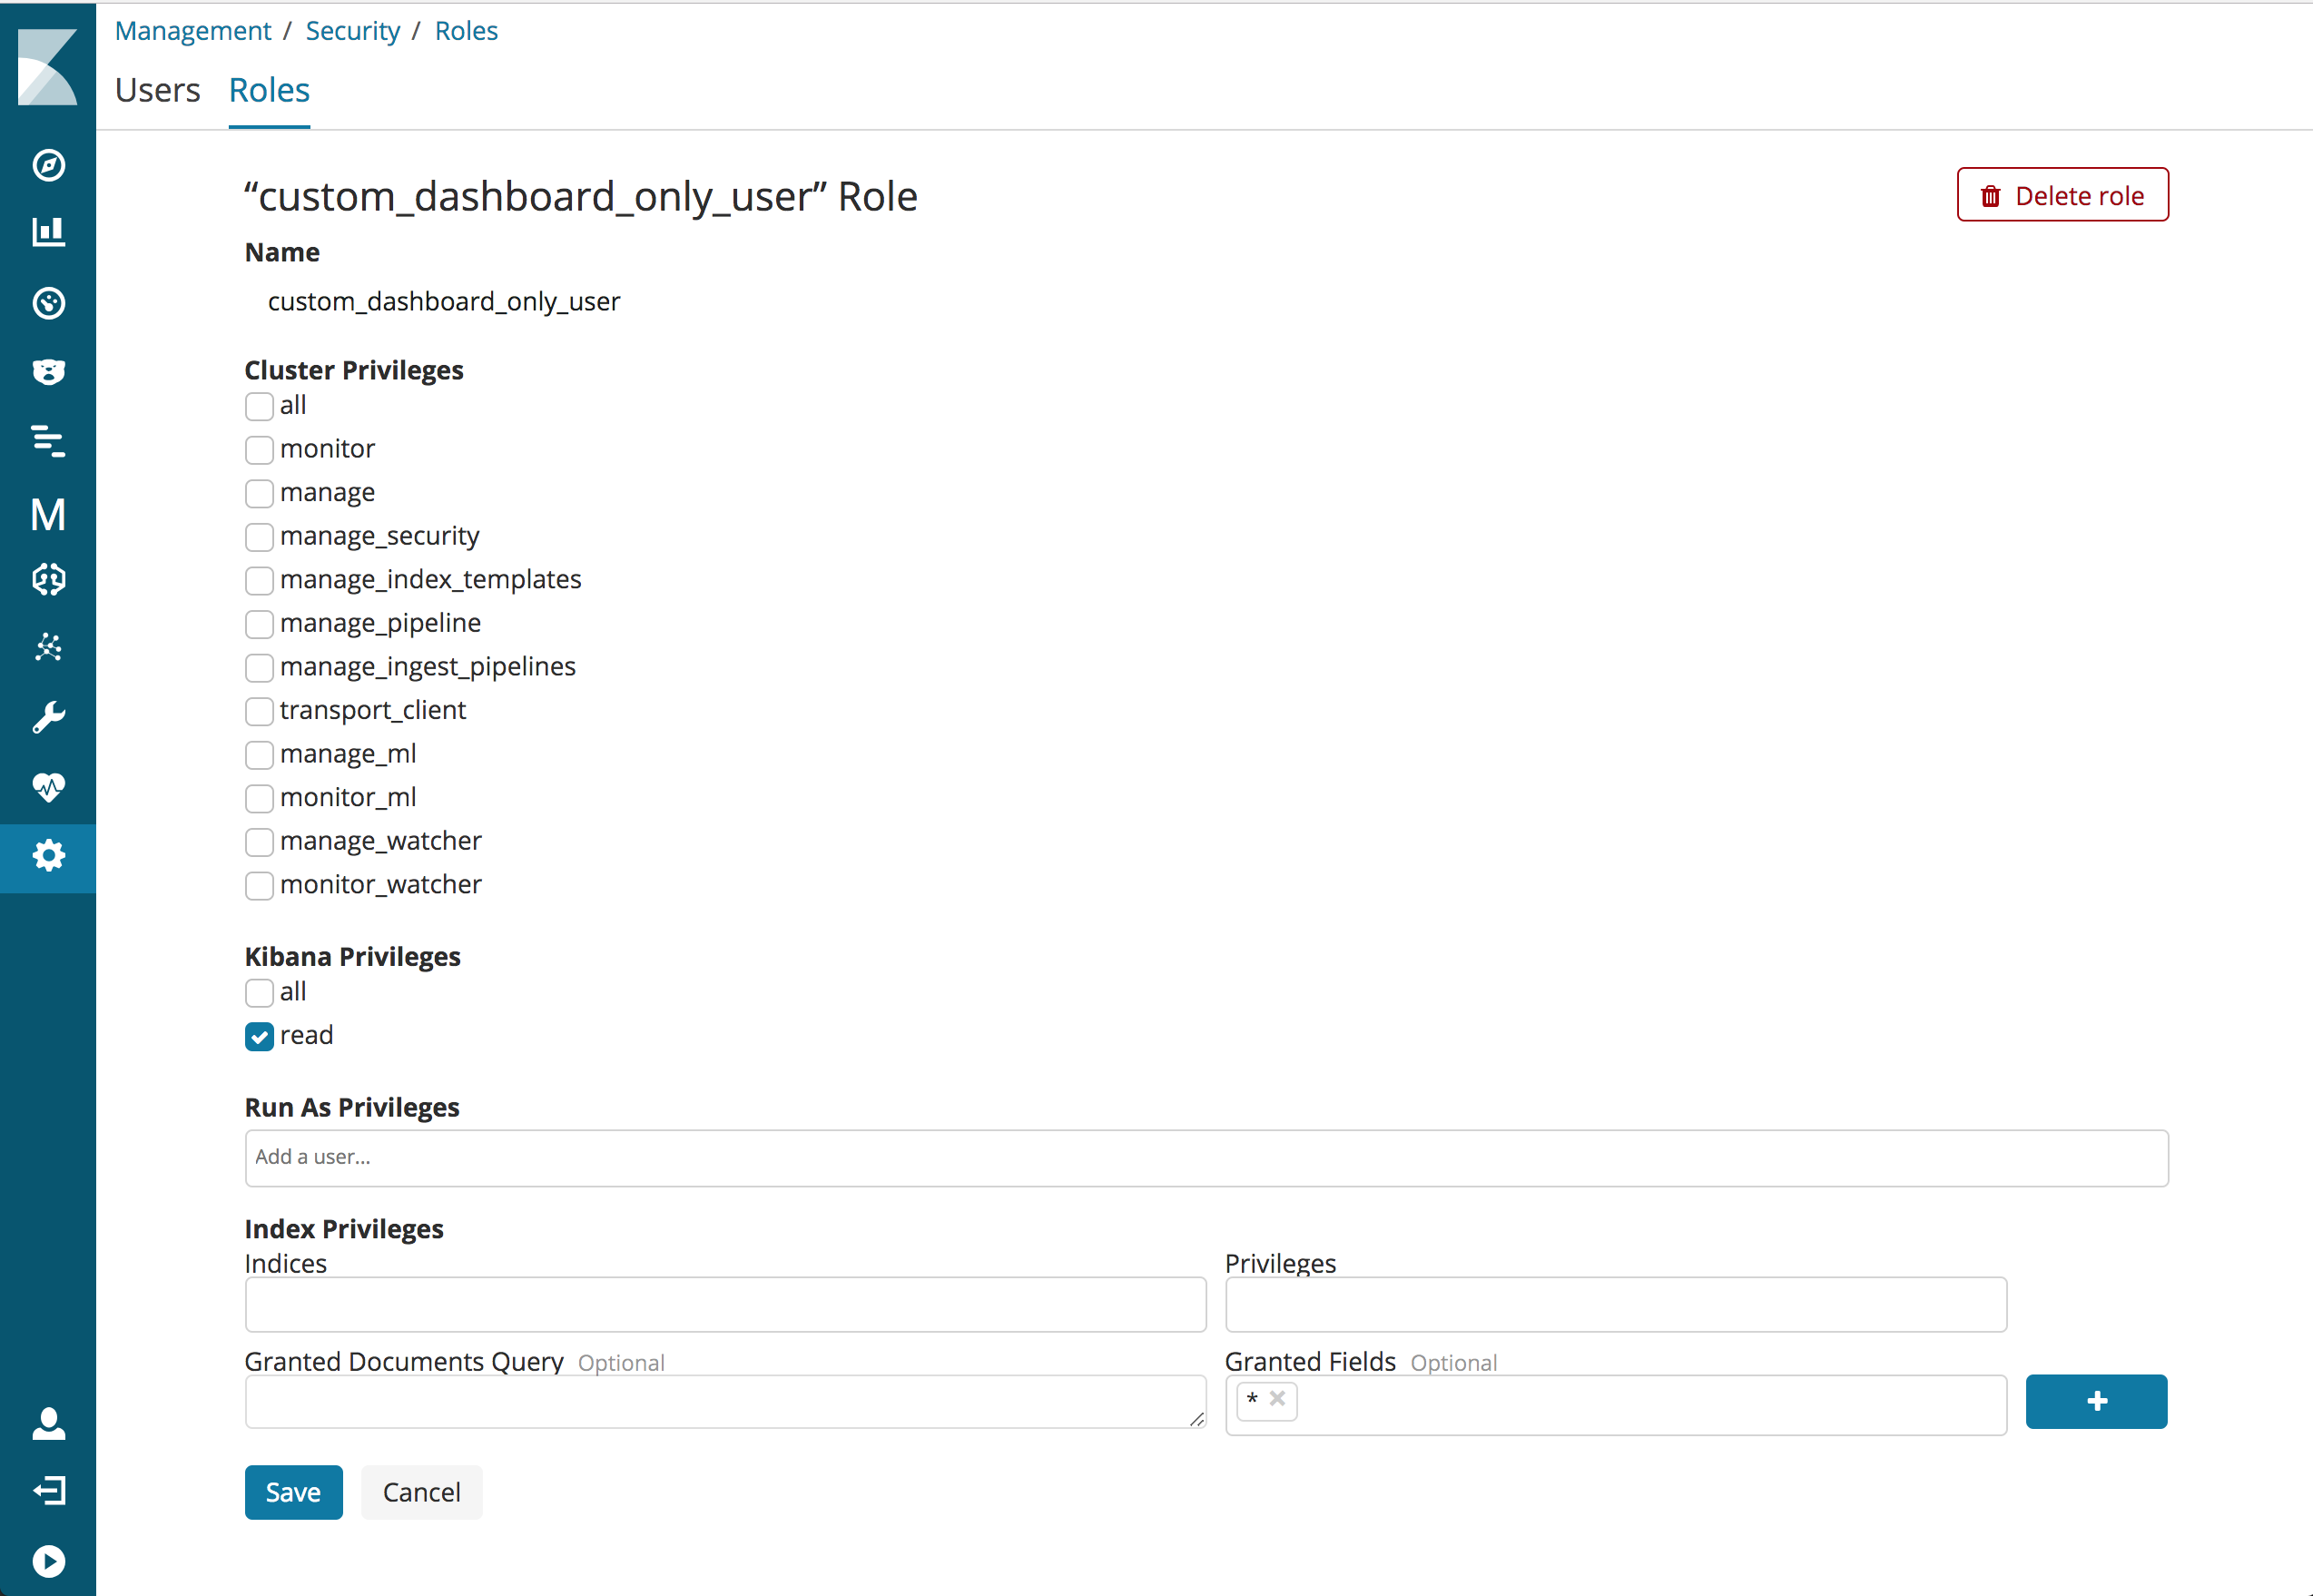 Management / Security / Roles
Users Roles
“custom_dashboard_only_user” Role
Delete role
Name
custom_dashboard_only_user
Cluster Privileges
all
monitor
manage
manage_security
manage_index_templates
manage_pipeline
manage_ingest_pipelines
transport_client
manage_ml
monitor_ml
manage_watcher
monitor_watcher
Kibana Privileges
all
read
Run As Privileges
Add a user...
Index Privileges
Indices Privileges
Granted Documents Query Optional Granted Fields Optional
*
Save Cancel
M